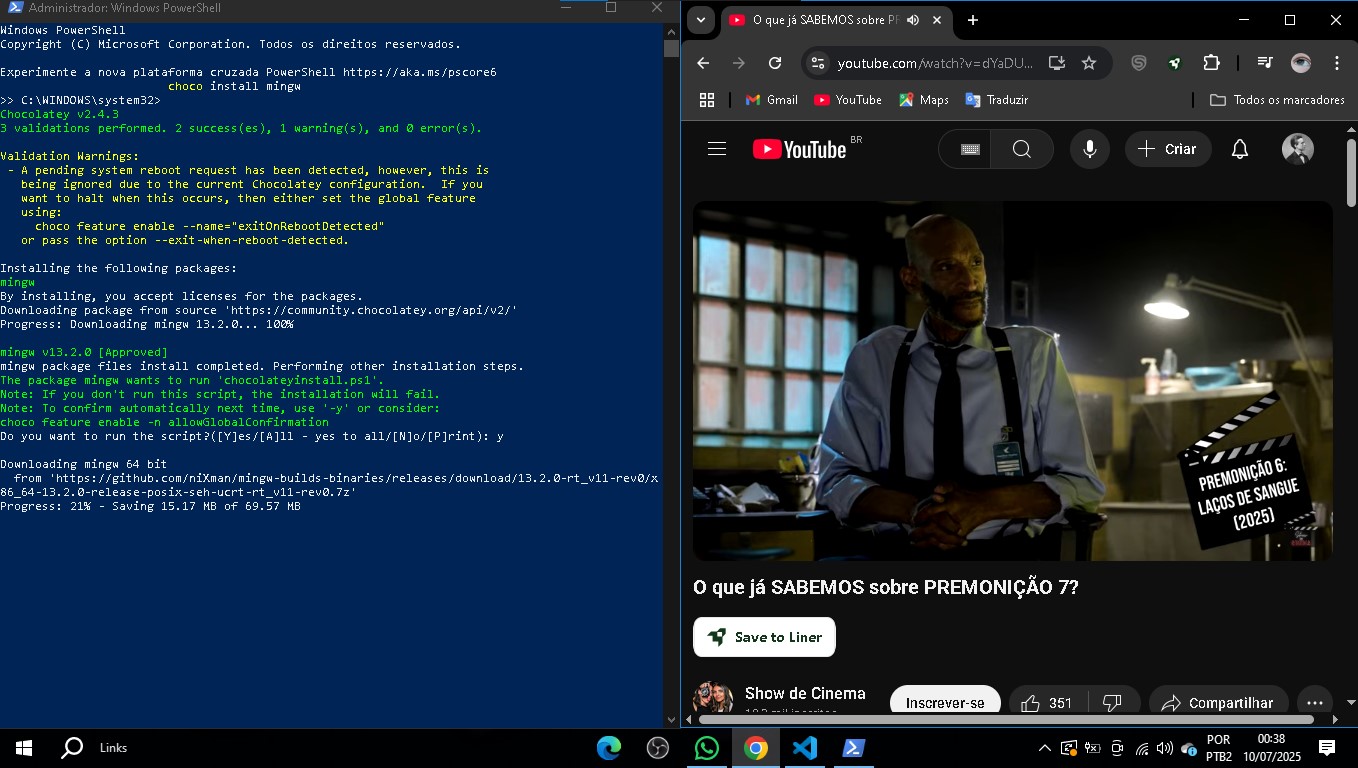 Administrador: Windows PowerShell
Windows PowerShell
Copyright (C) Microsoft Corporation. Todos os direitos reservados.
Experimente a nova plataforma cruzada PowerShell https://aka.ms/pscore6
choco install mingw
>> C:\WINDOWS\system32>
Chocolatey v2.4.3
3 validations performed. 2 success(es), 1 warning(s), and 0 error(s).
Validation Warnings:
- A pending system reboot request has been detected, however, this is
being ignored due to the current Chocolatey configuration. If you
want to halt when this occurs, then either set the global feature
using:
choco feature enable --name="exitOnRebootDetected"
or pass the option --exit-when-reboot-detected.
Installing the following packages:
mingw
By installing, you accept licenses for the packages.
Downloading package from source 'https://community.chocolatey.org/api/v2/'
Progress: Downloading mingw 13.2.0... 100%
mingw v13.2.0 [Approved]
mingw package files install completed. Performing other installation steps.
The package mingw wants to run 'chocolateyinstall.ps1'.
Note: If you don't run this script, the installation will fail.
Note: To confirm automatically next time, use '-y' or consider:
choco feature enable -n allowGlobalConfirmation
Do you want to run the script?([Y]es/[A]ll - yes to all/[N]o/[P]rint): y
Downloading mingw 64 bit
from 'https://github.com/niXman/mingw-builds-binaries/releases/download/13.2.0-rt_v11-rev0/x
86_64-13.2.0-release-posix-seh-ucrt-rt_v11-rev0.7z'
Progress: 21% - Saving 15.17 MB of 69.57 MB
O que já SABEMOS sobre PR
youtube.com/watch?v=dYaDU...
Gmail
YouTube
Maps
Traduzir
Todos os marcadores
YouTube BR
Criar
PREMONIÇÃO 6:
LAÇOS DE SANGUE
(2025)
O que já SABEMOS sobre PREMONIÇÃO 7?
Save to Liner
Show de Cinema
Inscrever-se
351
Compartilhar
Links
POR
PTB2
00:38
10/07/2025